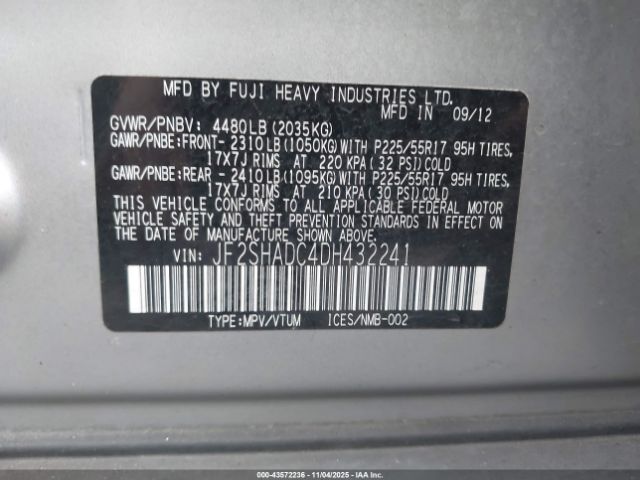 MFD BY FUJI HEAVY INDUSTRIES LTD.
MFD IN 09/12
GVWR/PNBV: 4480LB(2035KG)
GAWR/PNBE:FRONT- 2310LB(1050KG)WITH P225/55R17 95H TIRES,
17X7J RIMS AT 220 KPA(32 PSI)COLD
GAWR/PNBE:REAR - 2410LB(1095KG)WITH P225/55R17 95H TIRES,
17X7J RIMS AT 210 KPA(30 PSI)COLD
THIS VEHICLE CONFORMS TO ALL APPLICABLE FEDERAL MOTOR
VEHICLE SAFETY AND THEFT PREVENTION STANDARDS IN EFFECT ON
THE DATE OF MANUFACTURE SHOWN ABOVE.
VIN: JF2SHADC4DH432241
TYPE:MPV/VTUM ICES/NMB-002
000-43572236 - 11/04/2025 - IAAI.COM